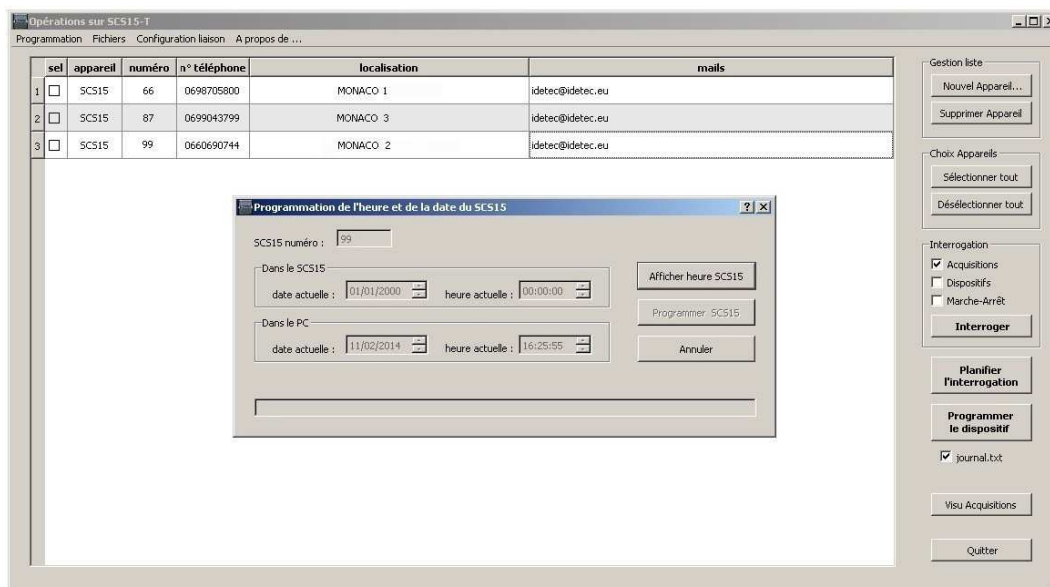 Opérations sur SCS15-T
Programmation Fichiers Configuration liaison A propos de ...
sel appareil numéro n° téléphone localisation mails
1 SCS15 66 0698705800 MONACO 1 idetec@idetec.eu
2 SCS15 87 0699043799 MONACO 3 idetec@idetec.eu
3 SCS15 99 0660690744 MONACO 2 idetec@idetec.eu
Programmation de l'heure et de la date du SCS15
SCS15 numéro : 99
Dans le SCS15
date actuelle : 01/01/2000 heure actuelle : 00:00:00
Dans le PC
date actuelle : 11/02/2014 heure actuelle : 16:25:55
Afficher heure SCS15
Programmer SCS15
Annuler
Gestion liste
Nouvel Appareil...
Supprimer Appareil
Choix Appareils
Sélectionner tout
Désélectionner tout
Interrogation
Acquisitions
Dispositifs
Marche-Arrêt
Interroger
Planifier
l'interrogation
Programmer
le dispositif
journal.txt
Visu Acquisitions
Quitter